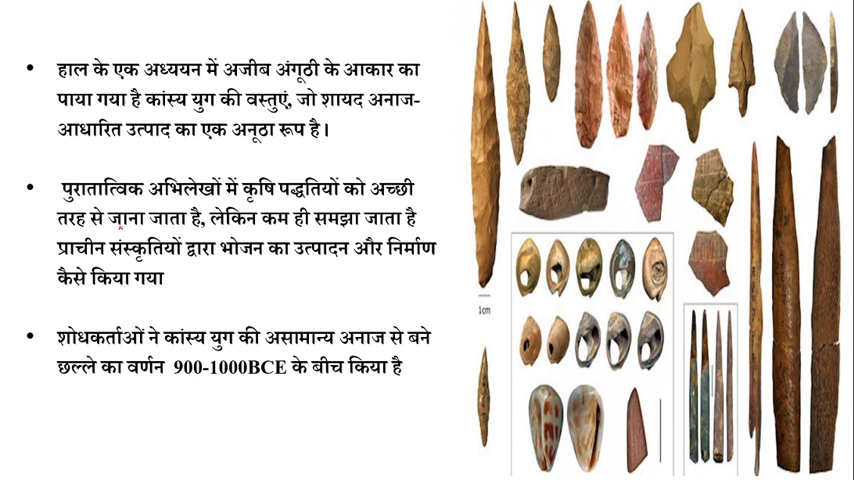 • हाल के एक अध्ययन में अजीब अंगूठी के आकार का
पाया गया है कांस्य युग की वस्तुएं, जो शायद अनाज-
आधारित उत्पाद का एक अनूठा रूप है।
• पुरातात्विक अभिलेखों में कृषि पद्धतियों को अच्छी
तरह से जाना जाता है, लेकिन कम ही समझा जाता है
प्राचीन संस्कृतियों द्वारा भोजन का उत्पादन और निर्माण
कैसे किया गया
• शोधकर्ताओं ने कांस्य युग की असामान्य अनाज से बने
छल्ले का वर्णन 900-1000BCE के बीच किया है
1cm